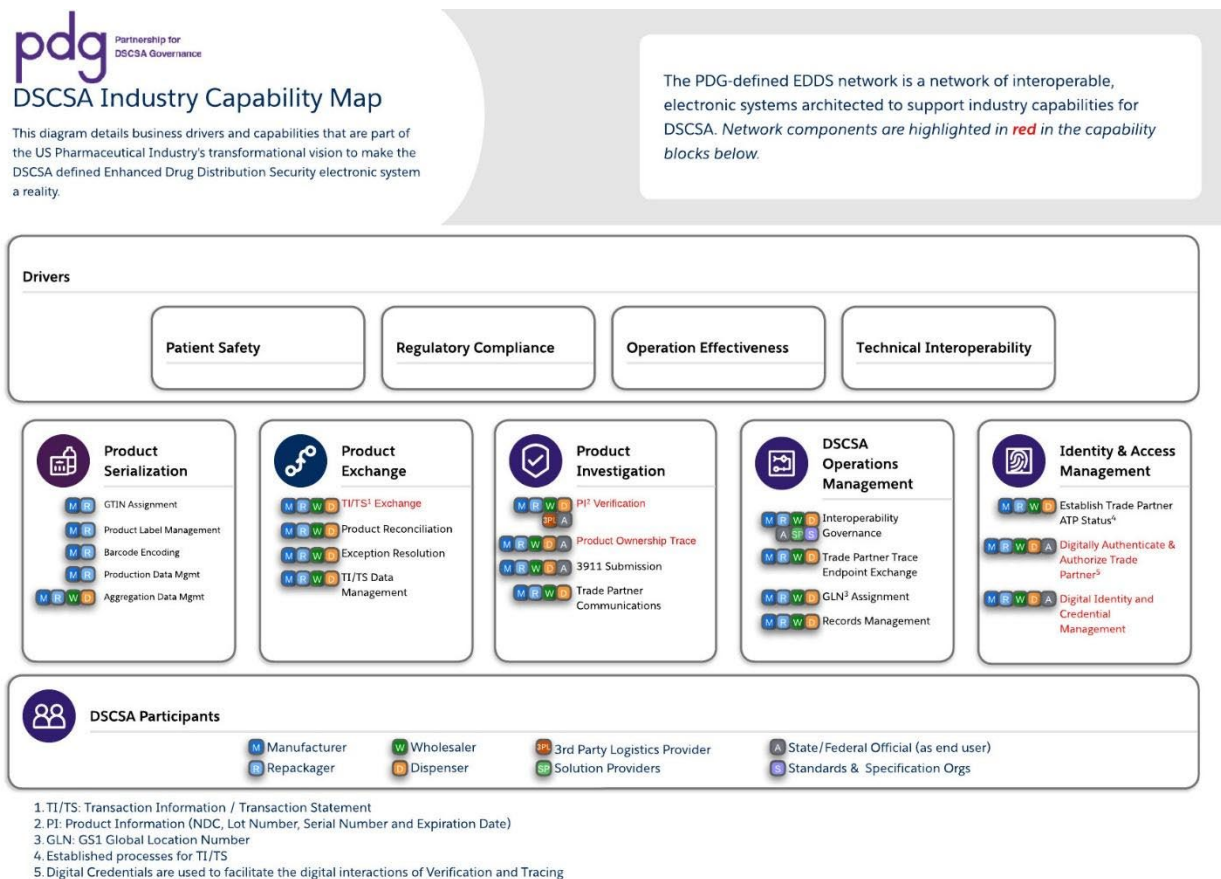 pdg
Partnership for
DSCSA Governance
DSCSA Industry Capability Map
This diagram details business drivers and capabilities that are part of
the US Pharmaceutical Industry's transformational vision to make the
DSCSA defined Enhanced Drug Distribution Security electronic system
a reality.
The PDG-defined EDDS network is a network of interoperable,
electronic systems architected to support industry capabilities for
DSCSA. Network components are highlighted in red in the capability
blocks below.
Drivers
Patient Safety
Regulatory Compliance
Operation Effectiveness
Technical Interoperability
Product
Serialization
M R GTIN Assignment
M R Product Label Management
M R Barcode Encoding
M R Production Data Mgmt
M R W D Aggregation Data Mgmt
Product
Exchange
M R W D TI/TS¹ Exchange
M R W D Product Reconciliation
M R W D Exception Resolution
M R W D TI/TS Data
Management
Product
Investigation
M R W D PI² Verification
3PL A
M R W D A Product Ownership Trace
M R W D A 3911 Submission
M R W D Trade Partner
Communications
DSCSA
Operations
Management
M R W D Interoperability
A SP S Governance
M R W D Trade Partner Trace
Endpoint Exchange
M R W D GLN³ Assignment
M R W D Records Management
Identity & Access
Management
M R W D Establish Trade Partner
ATP Status⁴
M R W D A Digitally Authenticate &
Authorize Trade
Partner⁵
M R W D A Digital Identity and
Credential
Management
DSCSA Participants
M Manufacturer
R Repackager
W Wholesaler
D Dispenser
3PL 3rd Party Logistics Provider
SP Solution Providers
A State/Federal Official (as end user)
S Standards & Specification Orgs
1. TI/TS: Transaction Information / Transaction Statement
2. PI: Product Information (NDC, Lot Number, Serial Number and Expiration Date)
3. GLN: GS1 Global Location Number
4. Established processes for TI/TS
5. Digital Credentials are used to facilitate the digital interactions of Verification and Tracing